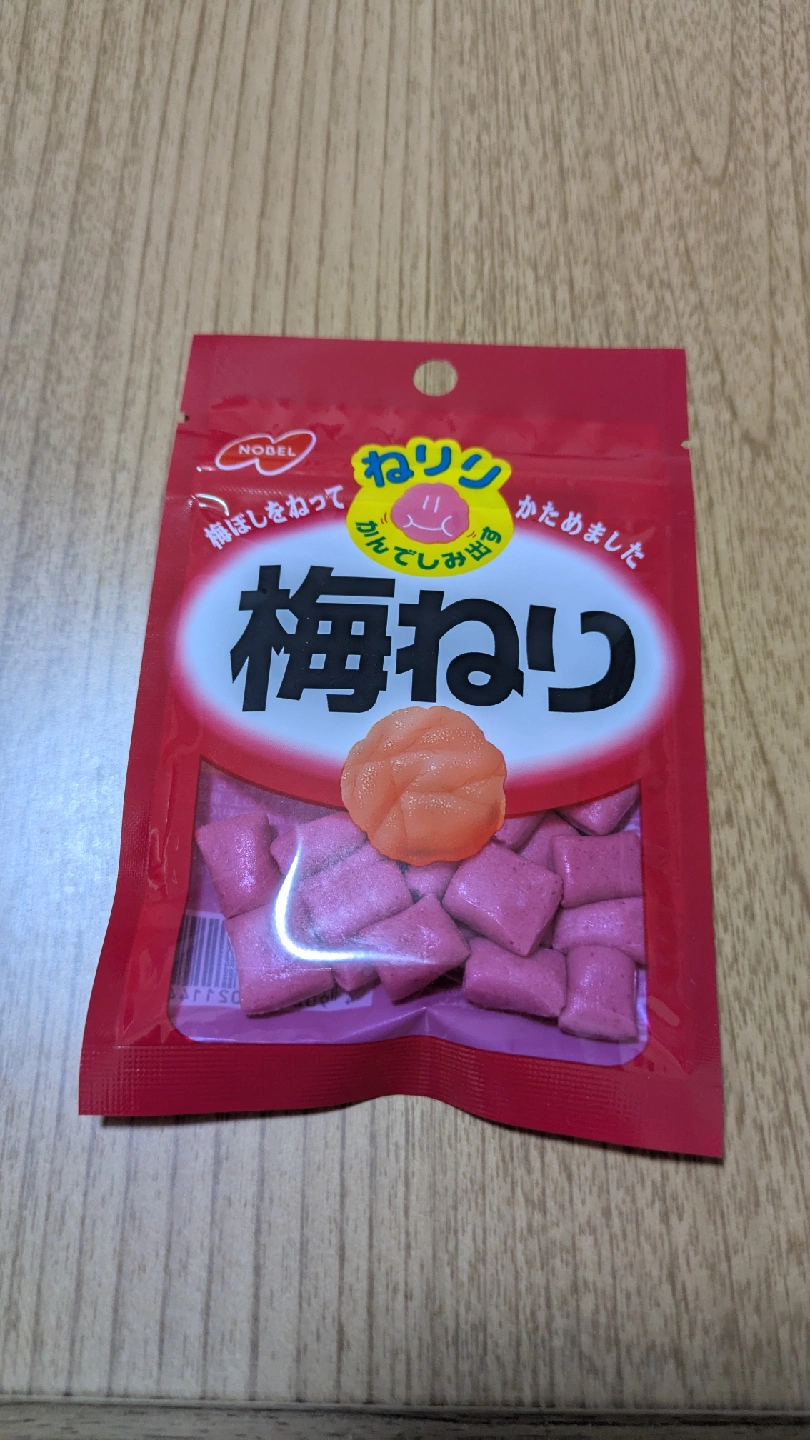 NOBEL
ねりり
かんでしみ出す
梅ぼしをねって かためました
梅ねり